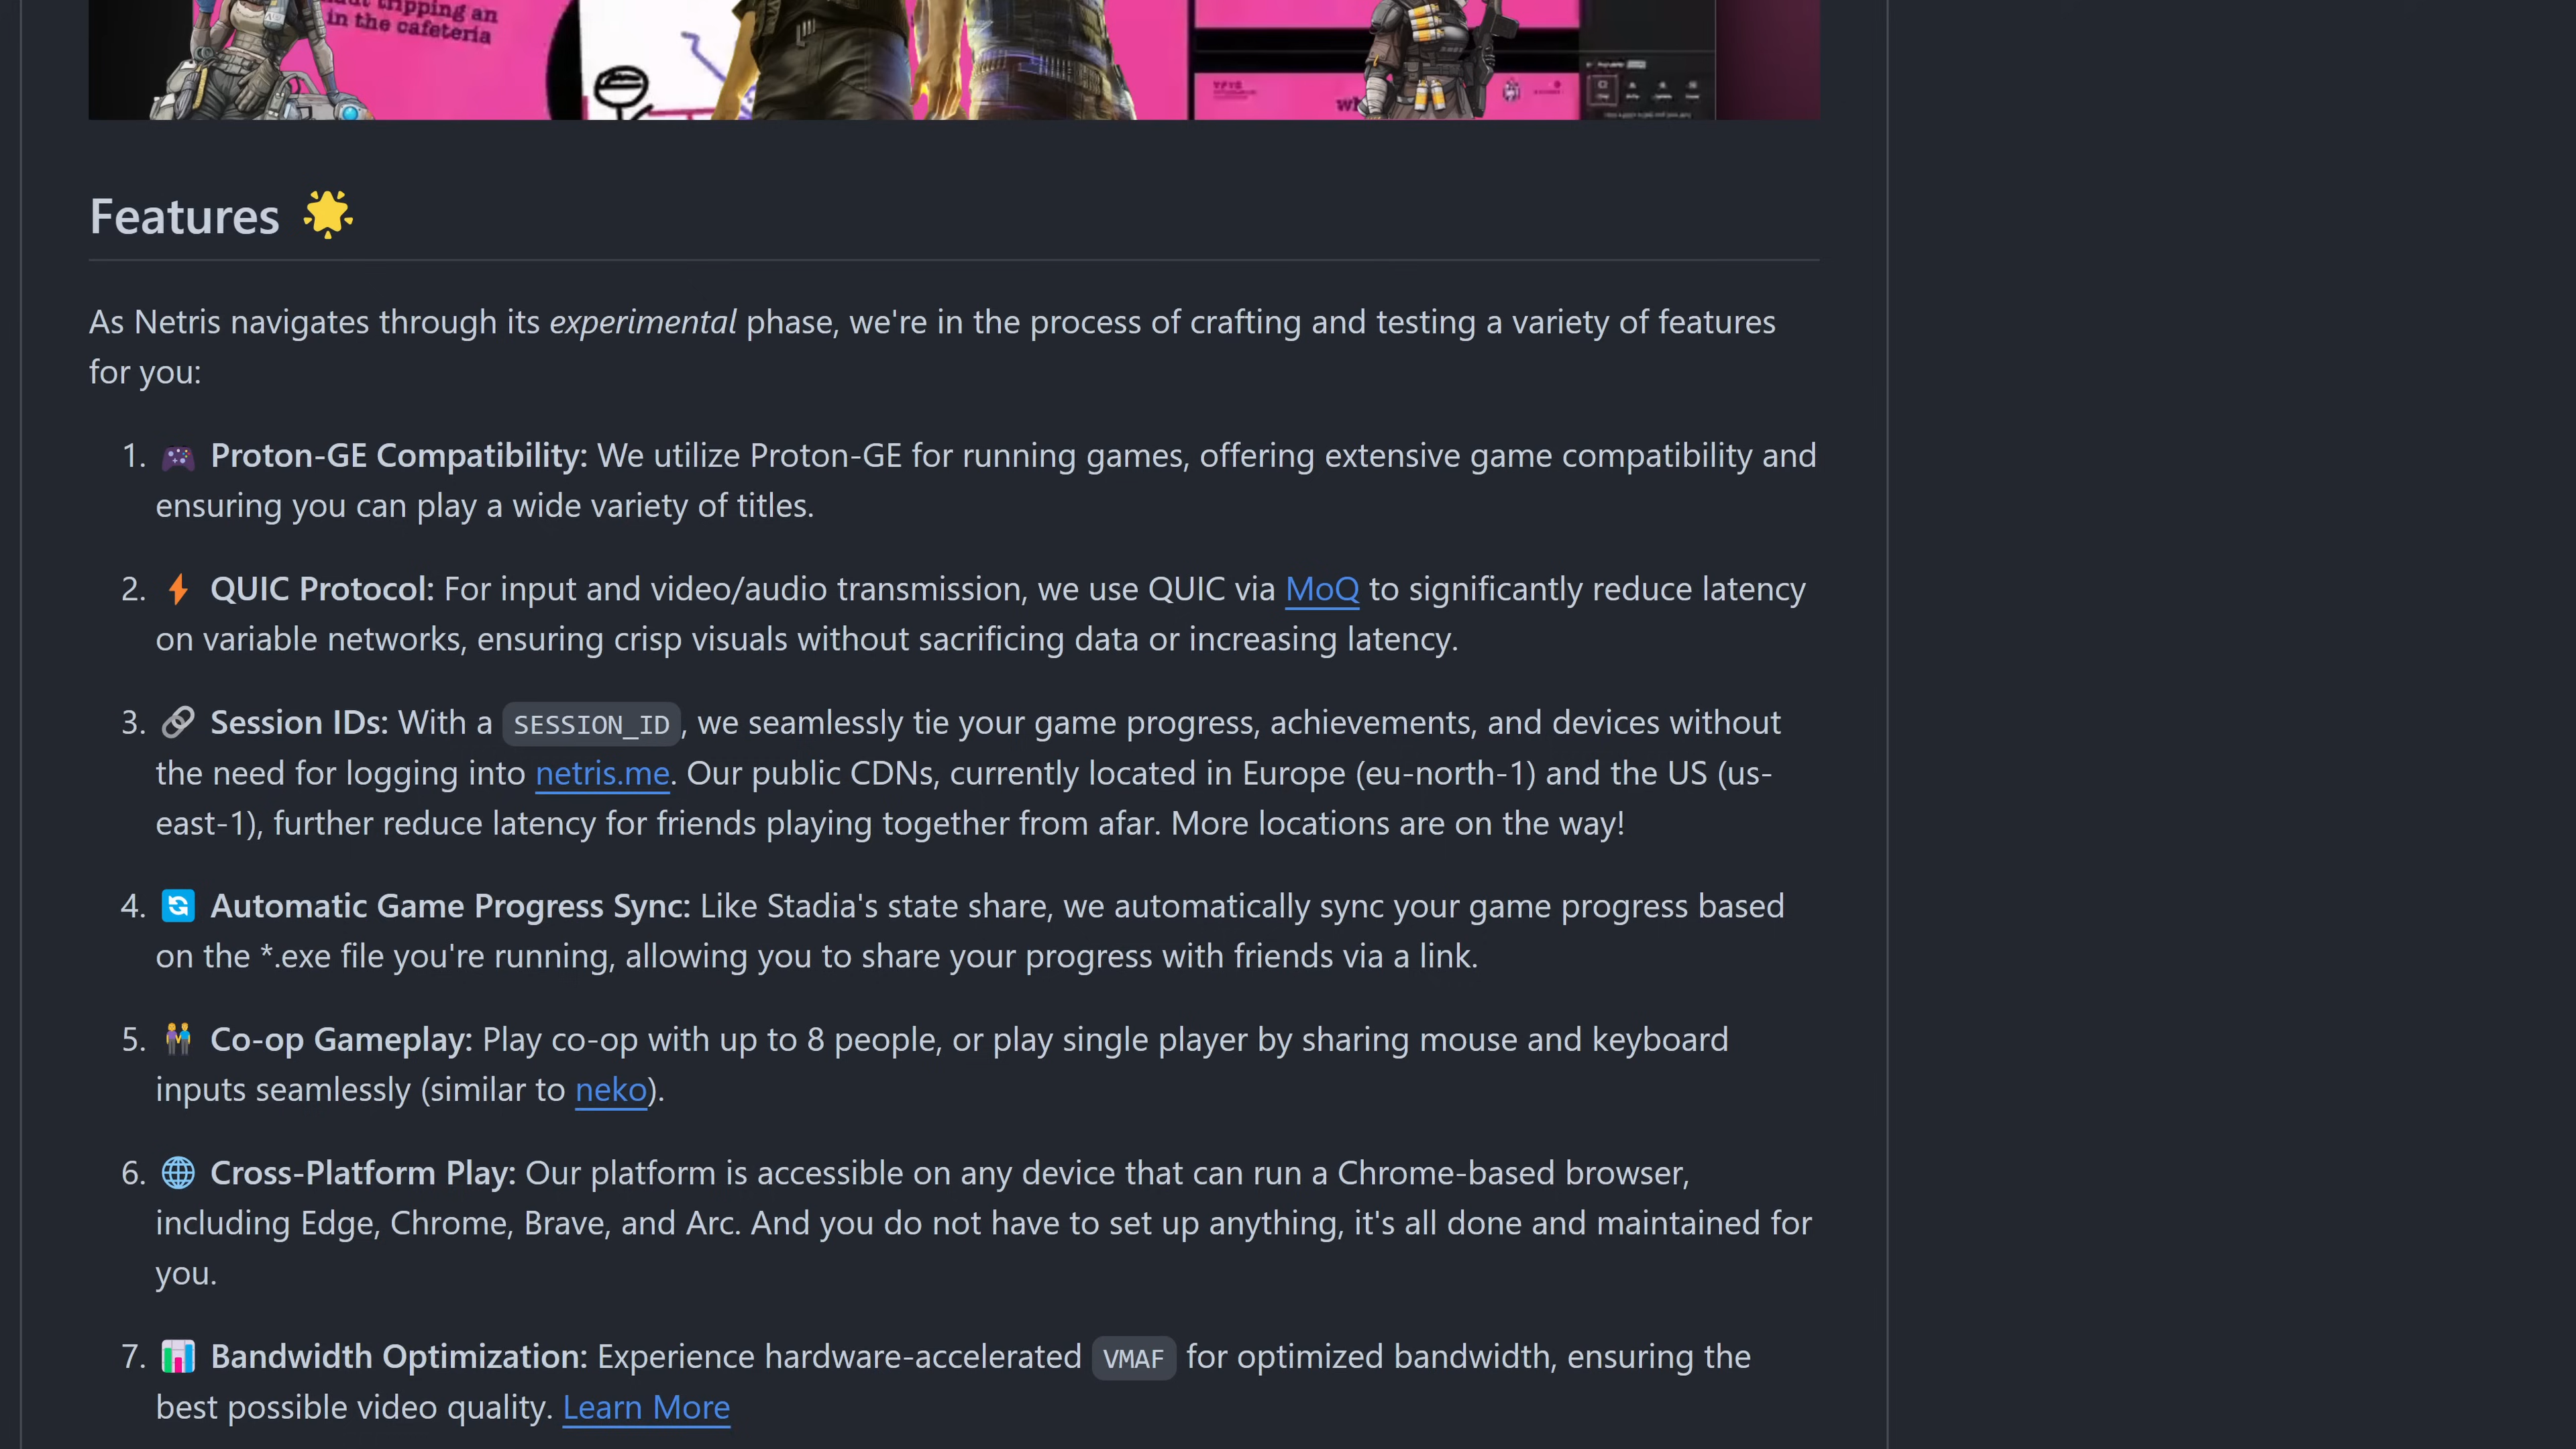 in the cafeteria
Features
As Netris navigates through its experimental phase, we're in the process of crafting and testing a variety of features
for you:
1. Proton-GE Compatibility: We utilize Proton-GE for running games, offering extensive game compatibility and
ensuring you can play a wide variety of titles.
2. QUIC Protocol: For input and video/audio transmission, we use QUIC via MoQ to significantly reduce latency
on variable networks, ensuring crisp visuals without sacrificing data or increasing latency.
3. Session IDs: With a SESSION_ID, we seamlessly tie your game progress, achievements, and devices without
the need for logging into netris.me. Our public CDNs, currently located in Europe (eu-north-1) and the US (us-
east-1), further reduce latency for friends playing together from afar. More locations are on the way!
4. Automatic Game Progress Sync: Like Stadia's state share, we automatically sync your game progress based
on the *.exe file you're running, allowing you to share your progress with friends via a link.
5. Co-op Gameplay: Play co-op with up to 8 people, or play single player by sharing mouse and keyboard
inputs seamlessly (similar to neko).
6. Cross-Platform Play: Our platform is accessible on any device that can run a Chrome-based browser,
including Edge, Chrome, Brave, and Arc. And you do not have to set up anything, it's all done and maintained for
you.
7. Bandwidth Optimization: Experience hardware-accelerated VMAF for optimized bandwidth, ensuring the
best possible video quality. Learn More